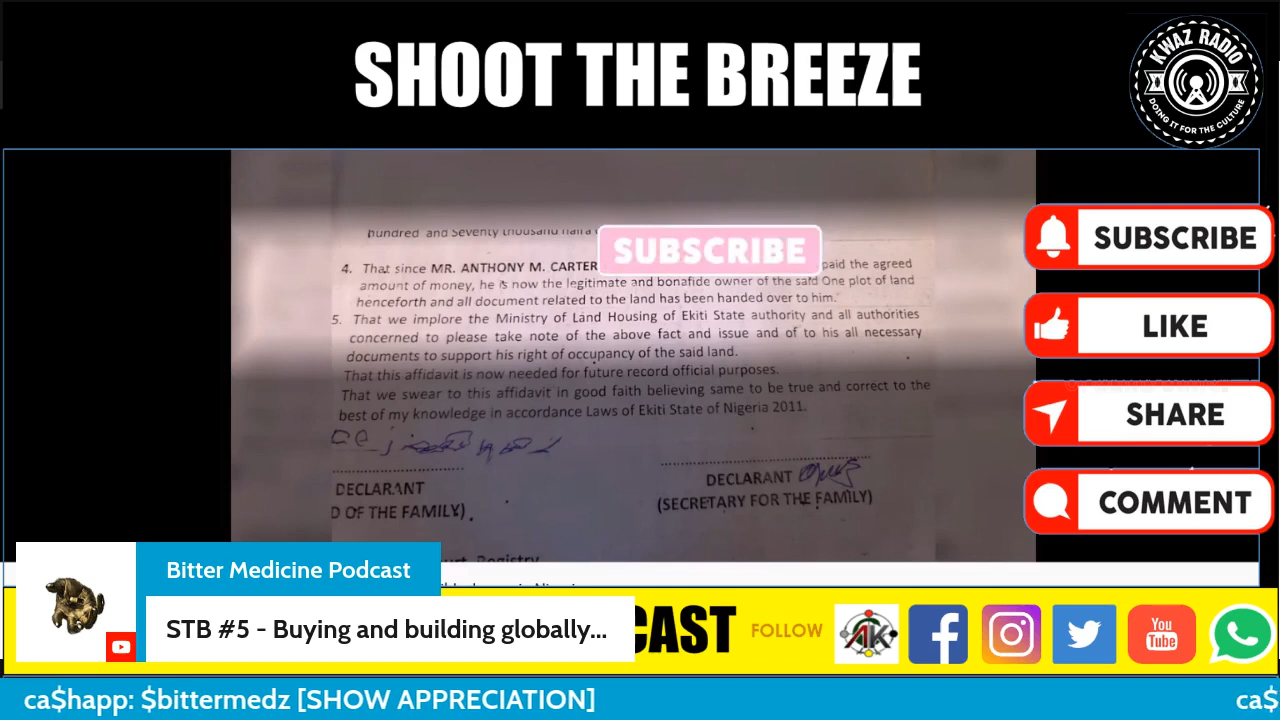 SHOOT THE BREEZE
KWAZ RADIO
DOING IT FOR THE CULTURE
hundred and Seventy thousand naira
SUBSCRIBE
4. That since MR. ANTHONY M. CARTER paid the agreed
amount of money, he is now the legitimate and bonafide owner of the said One plot of land
henceforth and all document related to the land has been handed over to him.
5. That we implore the Ministry of Land Housing of Ekiti State authority and all authorities
concerned to please take note of the above fact and issue and of to his all necessary
documents to support his right of occupancy of the said land.
That this affidavit is now needed for future record official purposes.
That we swear to this affidavit in good faith believing same to be true and correct to the
best of my knowledge in accordance Laws of Ekiti State of Nigeria 2011.
DECLARANT
D OF THE FAMILY)
DECLARANT
(SECRETARY FOR THE FAMILY)
Registry
SUBSCRIBE
LIKE
SHARE
COMMENT
Bitter Medicine Podcast
STB #5 - Buying and building globally...
CAST
FOLLOW
ATK
You
Tube
ca$happ: $bittermedz [SHOW APPRECIATION]
ca$